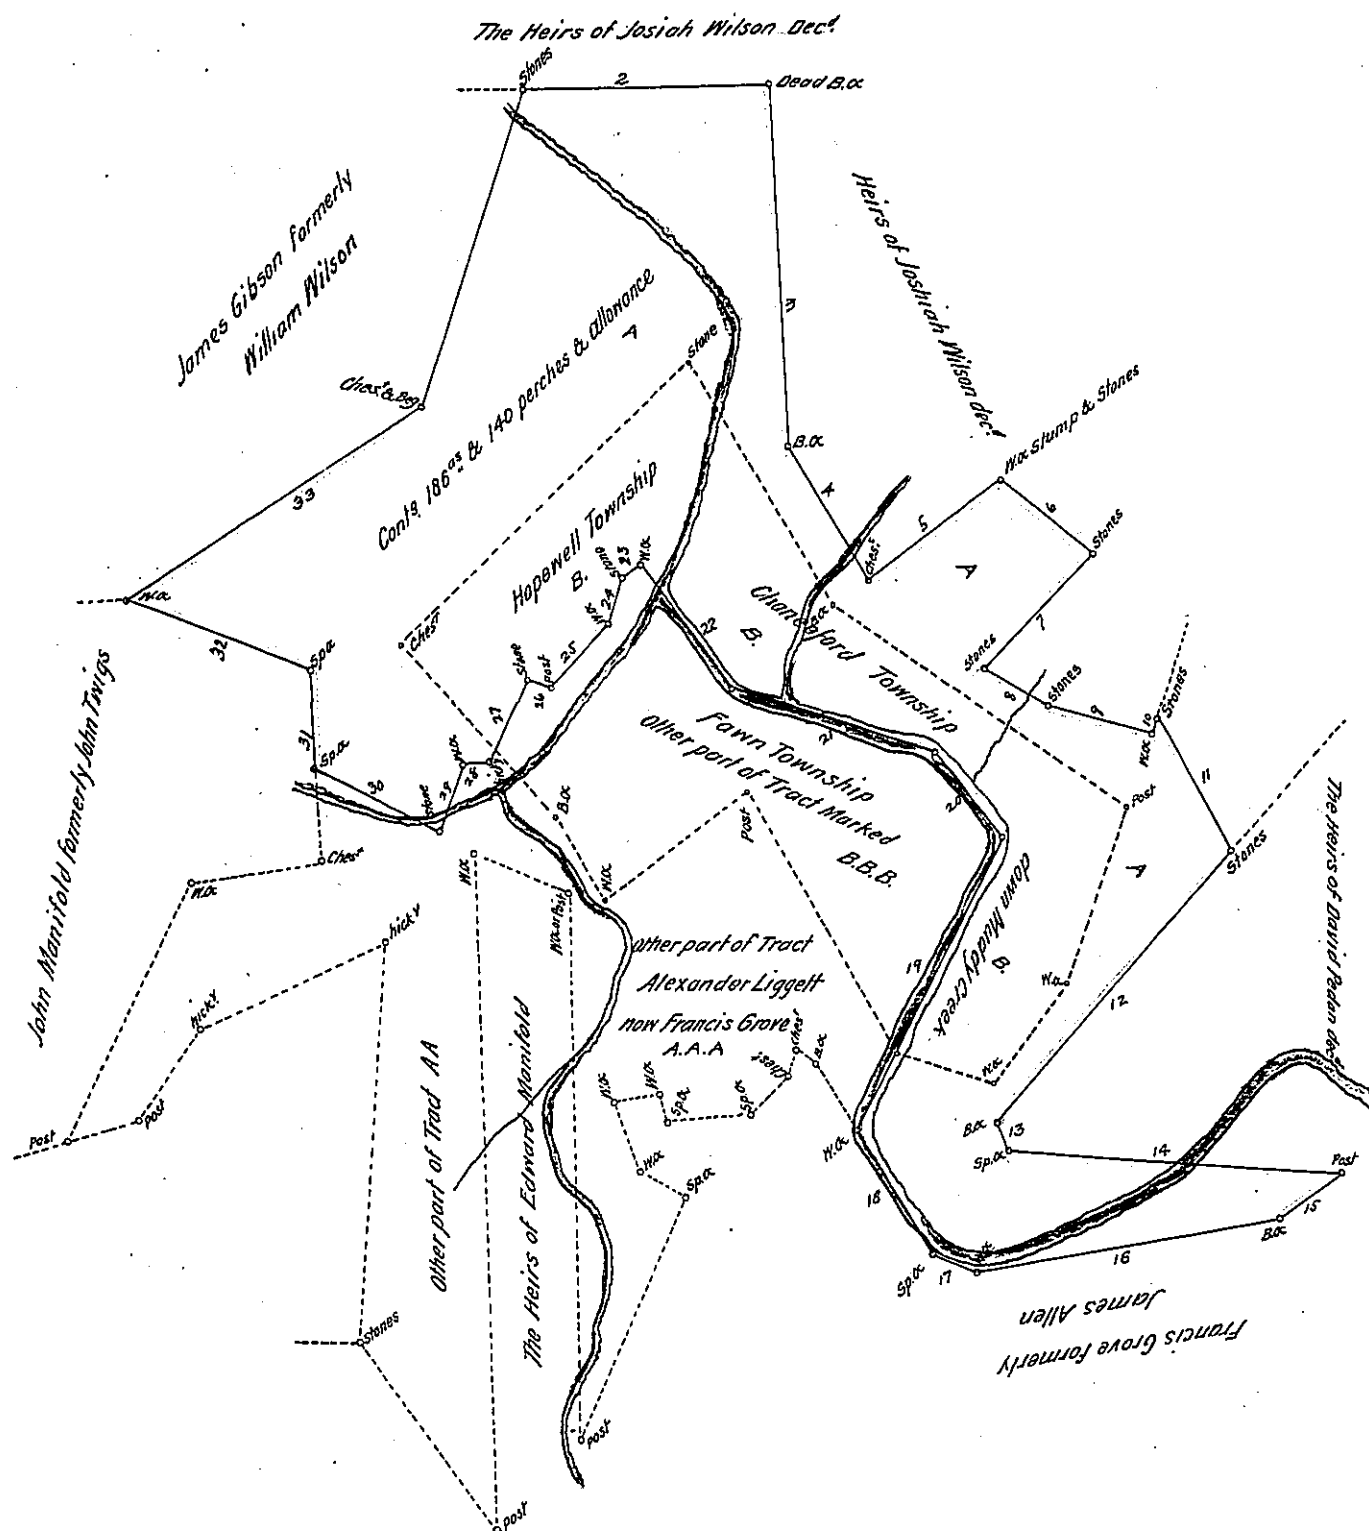 The Heirs of Josiah Wilson Decd
Stones
2
Dead B.o
3
James Gibson formerly
William Wilson
Heirs of Joshiah Wilson decd
Chest & Beg
Conts. 186as & 140 perches & allowance
A
Stone
B.o
4
W.o Stump & Stones
5
6
Stones
Chest
A
7
33
Hopewell Township
B.
Stone
23
W.o
24
W.o
25
22
B.
B.o
Chanceford Township
W.o
32
Sp.o
Chest
Stone
Post
26
27
Stones
8
Stones
9
10
Stones
W.o
11
31
Sp.o
30
Stone
29
W.o
28
Fawn Township
Other part of Tract Marked
B.B.B.
21
20
Post
B.o
W.o
Post
A
Stones
John Manifold formerly John Twigs
The Heirs of David Pedan decd
Chest
W.o
W.o
W.o or Post
hicky
hicky
Post
Post
other part of Tract
Alexander Liggett
now Francis Grove
A.A.A
down Muddy Creek
B.
19
W.o
12
W.o
Chest
Chest
B.o
W.o
W.o
Sp.o
Sp.o
W.o
Sp.o
W.o
18
B.o
13
Sp.o
14
Post
15
B.o
16
17
Sp.o
Other part of Tract AA
The Heirs of Edward Manifold
Francis Grove Formerly
James Allen
Stones
Post
Post